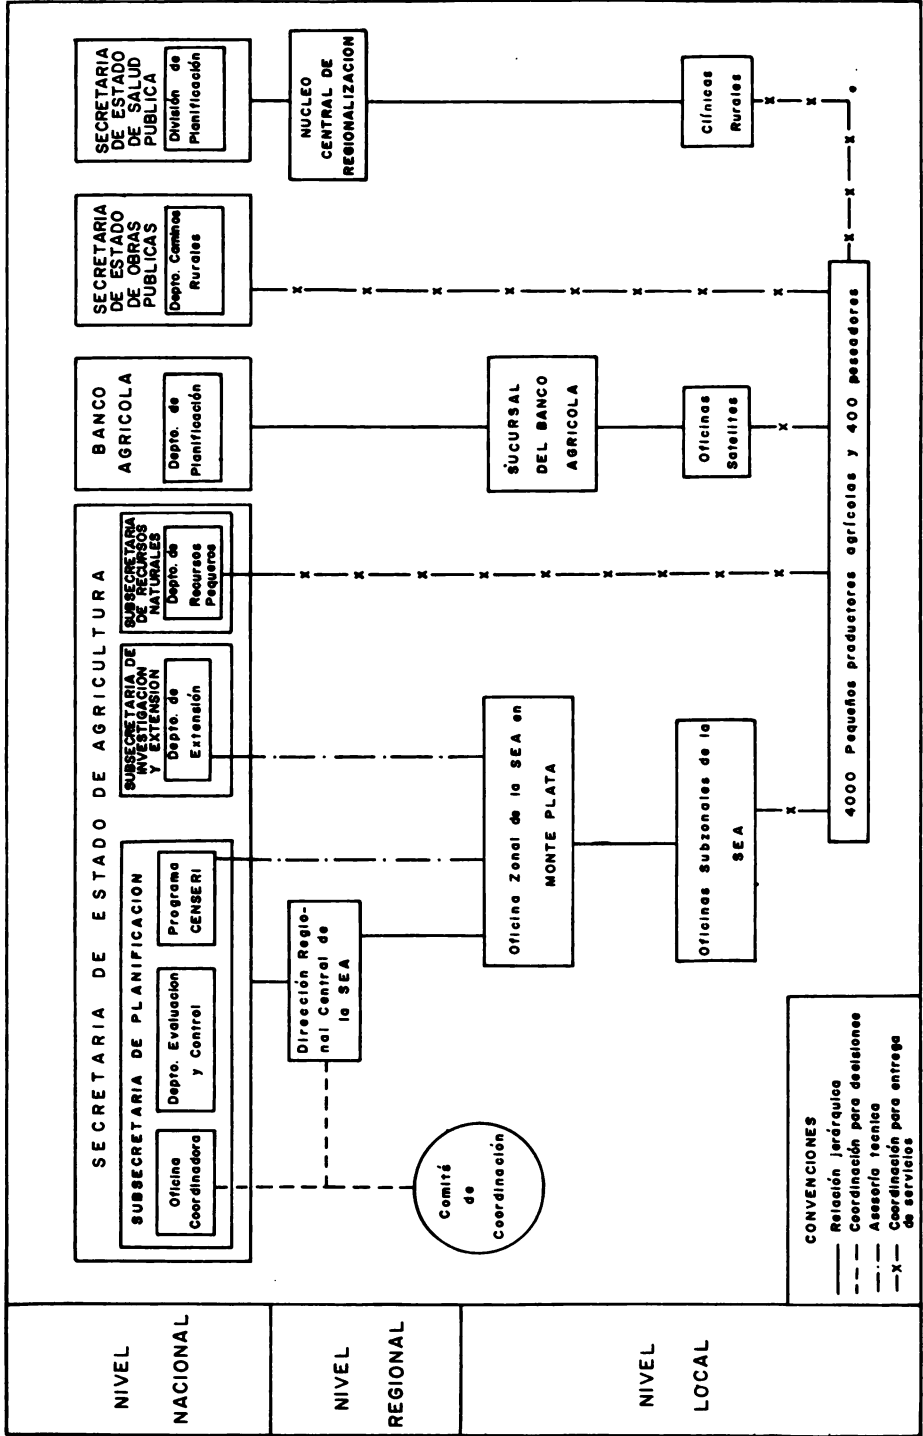 NIVEL
NACIONAL
NIVEL
REGIONAL
NIVEL
LOCAL
SECRETARIA DE ESTADO DE AGRICULTURA
SUBSECRETARIA DE PLANIFICACION
Oficina
Coordinadora
Depto. Evaluacion
y Control
Programa
CENSERI
SUBSECRETARIA DE
INVESTIGACION
Y EXTENSION
Depto. de
Extensión
SUBSECRETARIA
DE RECURSOS
NATURALES
Depto. de
Recursos
Pequeros
BANCO
AGRICOLA
Depto. de
Planificación
SECRETARIA
DE ESTADO
DE OBRAS
PUBLICAS
Depto. Caminos
Rurales
SECRETARIA
DE ESTADO
DE SALUD
PUBLICA
División de
Planificación
Dirección Regio-
nal Central de
la SEA
NUCLEO
CENTRAL DE
REGIONALIZACION
Comité
de
Coordinación
Oficina Zonal de la SEA en
MONTE PLATA
SUCURSAL
DEL BANCO
AGRICOLA
Oficinas Subzonales de la
SEA
Oficinas
Satelites
Clínicas
Rurales
4000 Pequeños productores agrícolas y 400 pescadores
CONVENCIONES
Relación jerárquica
Coordinación para decisiones
Asesoría tecnica
Coordinación para entrega
de servicios